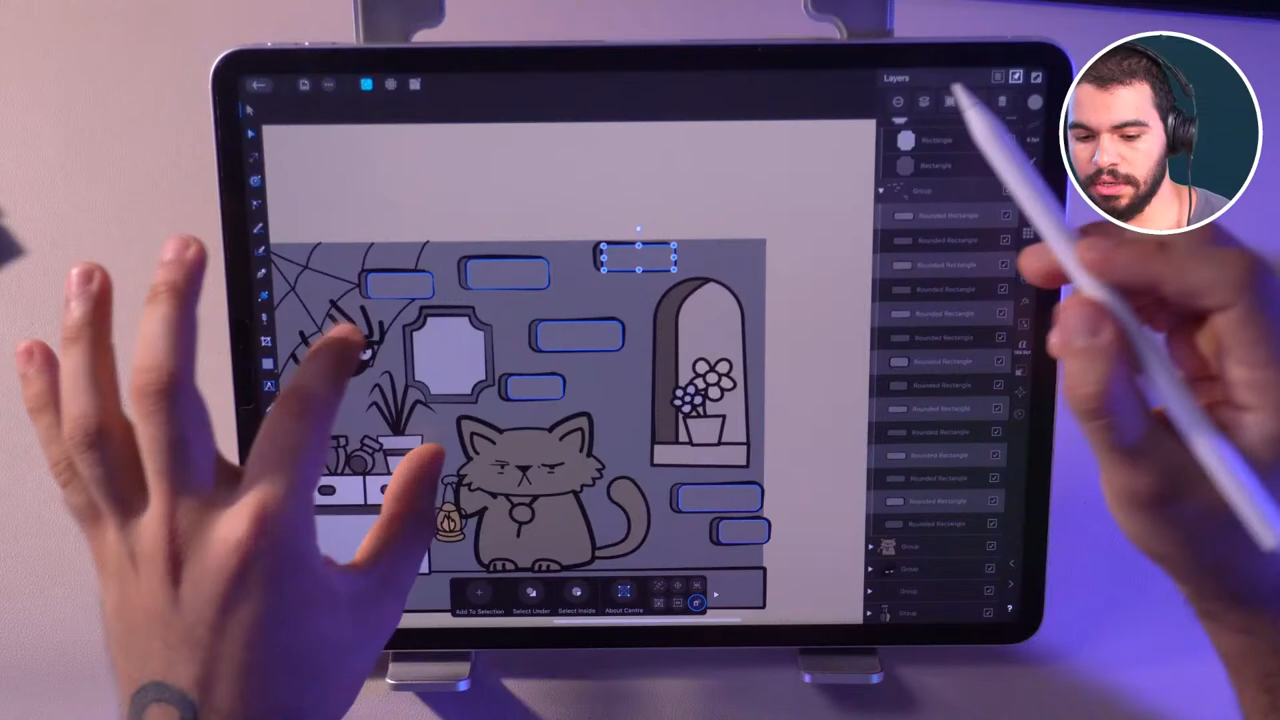 Layers
Rectangle
Rectangle
Group
Rounded Rectangle
Rounded Rectangle
Rounded Rectangle
Rounded Rectangle
Rounded Rectangle
Rounded Rectangle
Rounded Rectangle
Rounded Rectangle
Rounded Rectangle
Rounded Rectangle
Rounded Rectangle
Rounded Rectangle
Rounded Rectangle
Rounded Rectangle
Group
Group
Group
Group
Add To Selection Select Under Select Inside About Centre
?